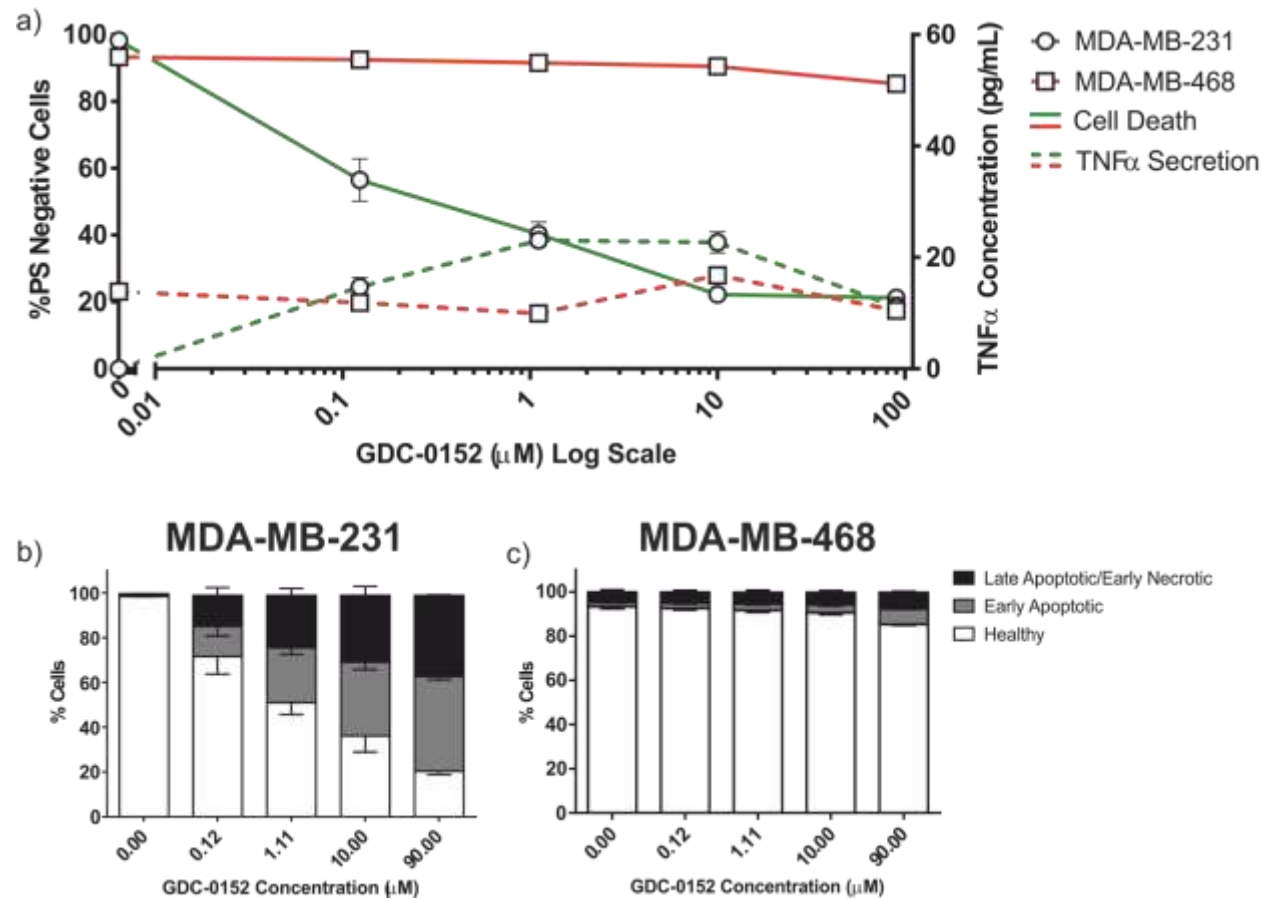 a)
100
80
60
40
20
0
%PS Negative Cells
60
40
20
0
TNFα Concentration (pg/mL)
MDA-MB-231
MDA-MB-468
Cell Death
TNFα Secretion
0
0.01
0.1
1
10
100
GDC-0152 (μM) Log Scale
b)
MDA-MB-231
100
80
60
40
20
0
% Cells
0.00
0.12
1.11
10.00
90.00
GDC-0152 Concentration (μM)
c)
MDA-MB-468
100
80
60
40
20
0
% Cells
0.00
0.12
1.11
10.00
90.00
GDC-0152 Concentration (μM)
Late Apoptotic/Early Necrotic
Early Apoptotic
Healthy